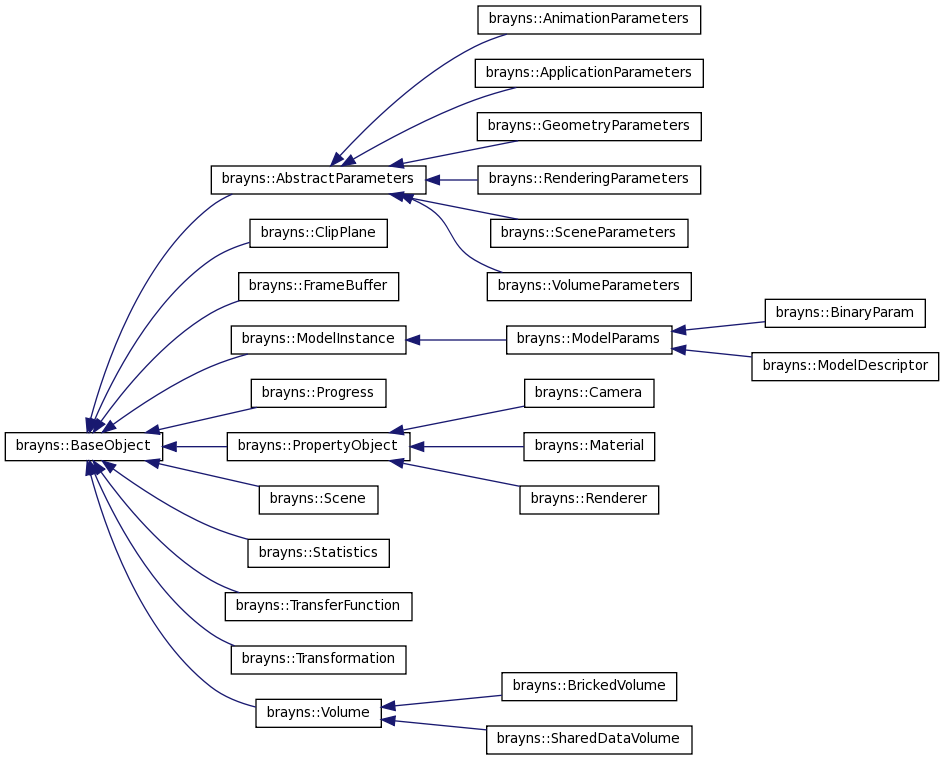 brayns::AnimationParameters
brayns::ApplicationParameters
brayns::GeometryParameters
brayns::AbstractParameters
brayns::RenderingParameters
brayns::ClipPlane
brayns::SceneParameters
brayns::FrameBuffer
brayns::VolumeParameters
brayns::BinaryParam
brayns::ModelInstance
brayns::ModelParams
brayns::ModelDescriptor
brayns::Progress
brayns::Camera
brayns::BaseObject
brayns::PropertyObject
brayns::Material
brayns::Scene
brayns::Renderer
brayns::Statistics
brayns::TransferFunction
brayns::Transformation
brayns::BrickedVolume
brayns::Volume
brayns::SharedDataVolume